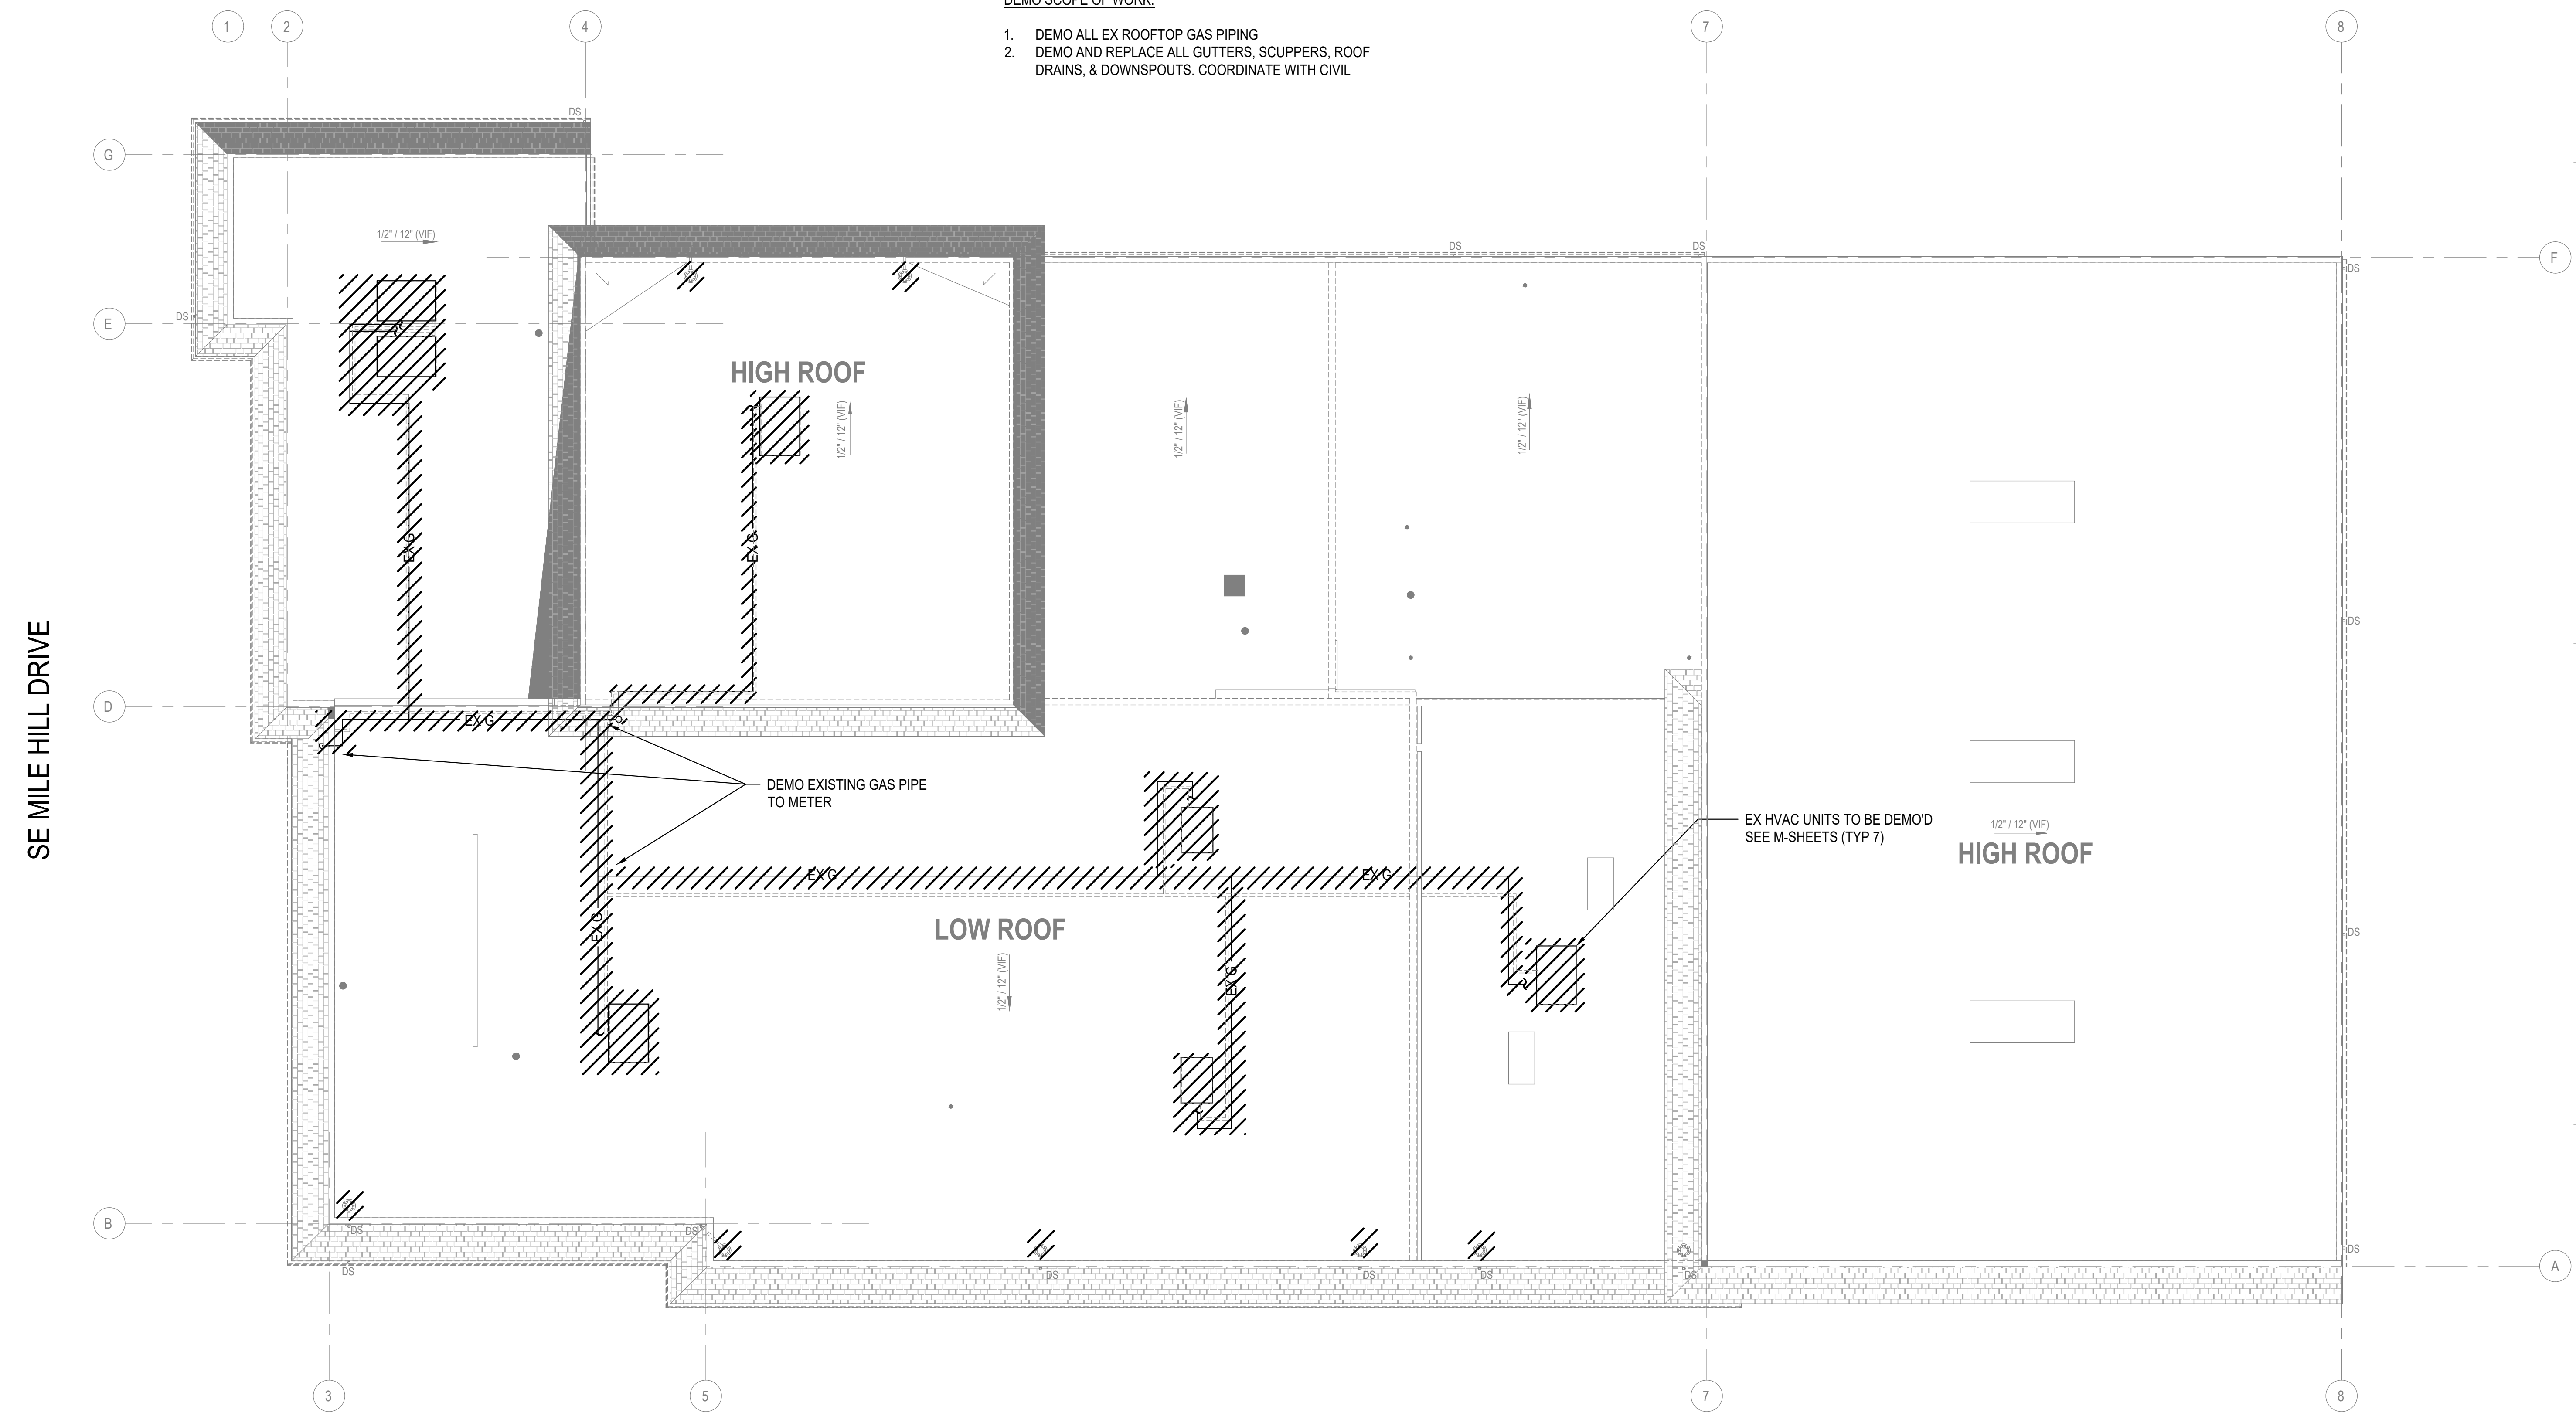 DEMO SCOPE OF WORK:
1. DEMO ALL EX ROOFTOP GAS PIPING
2. DEMO AND REPLACE ALL GUTTERS, SCUPPERS, ROOF
DRAINS, & DOWNSPOUTS. COORDINATE WITH CIVIL
1
2
4
7
8
DS
G
1/2" / 12" (VIF)
DS
DS
F
DS
E
DS
HIGH ROOF
1/2" / 12" (VIF)
1/2" / 12" (VIF)
1/2" / 12" (VIF)
EX G
EX G
DS
SE MILE HILL DRIVE
D
EX G
DEMO EXISTING GAS PIPE
TO METER
EX HVAC UNITS TO BE DEMO'D
SEE M-SHEETS (TYP 7)
1/2" / 12" (VIF)
HIGH ROOF
EX G
EX G
EX G
LOW ROOF
1/2" / 12" (VIF)
EX G
DS
B
DS
DS
DS
DS
DS
DS
DS
DS
A
3
5
7
8